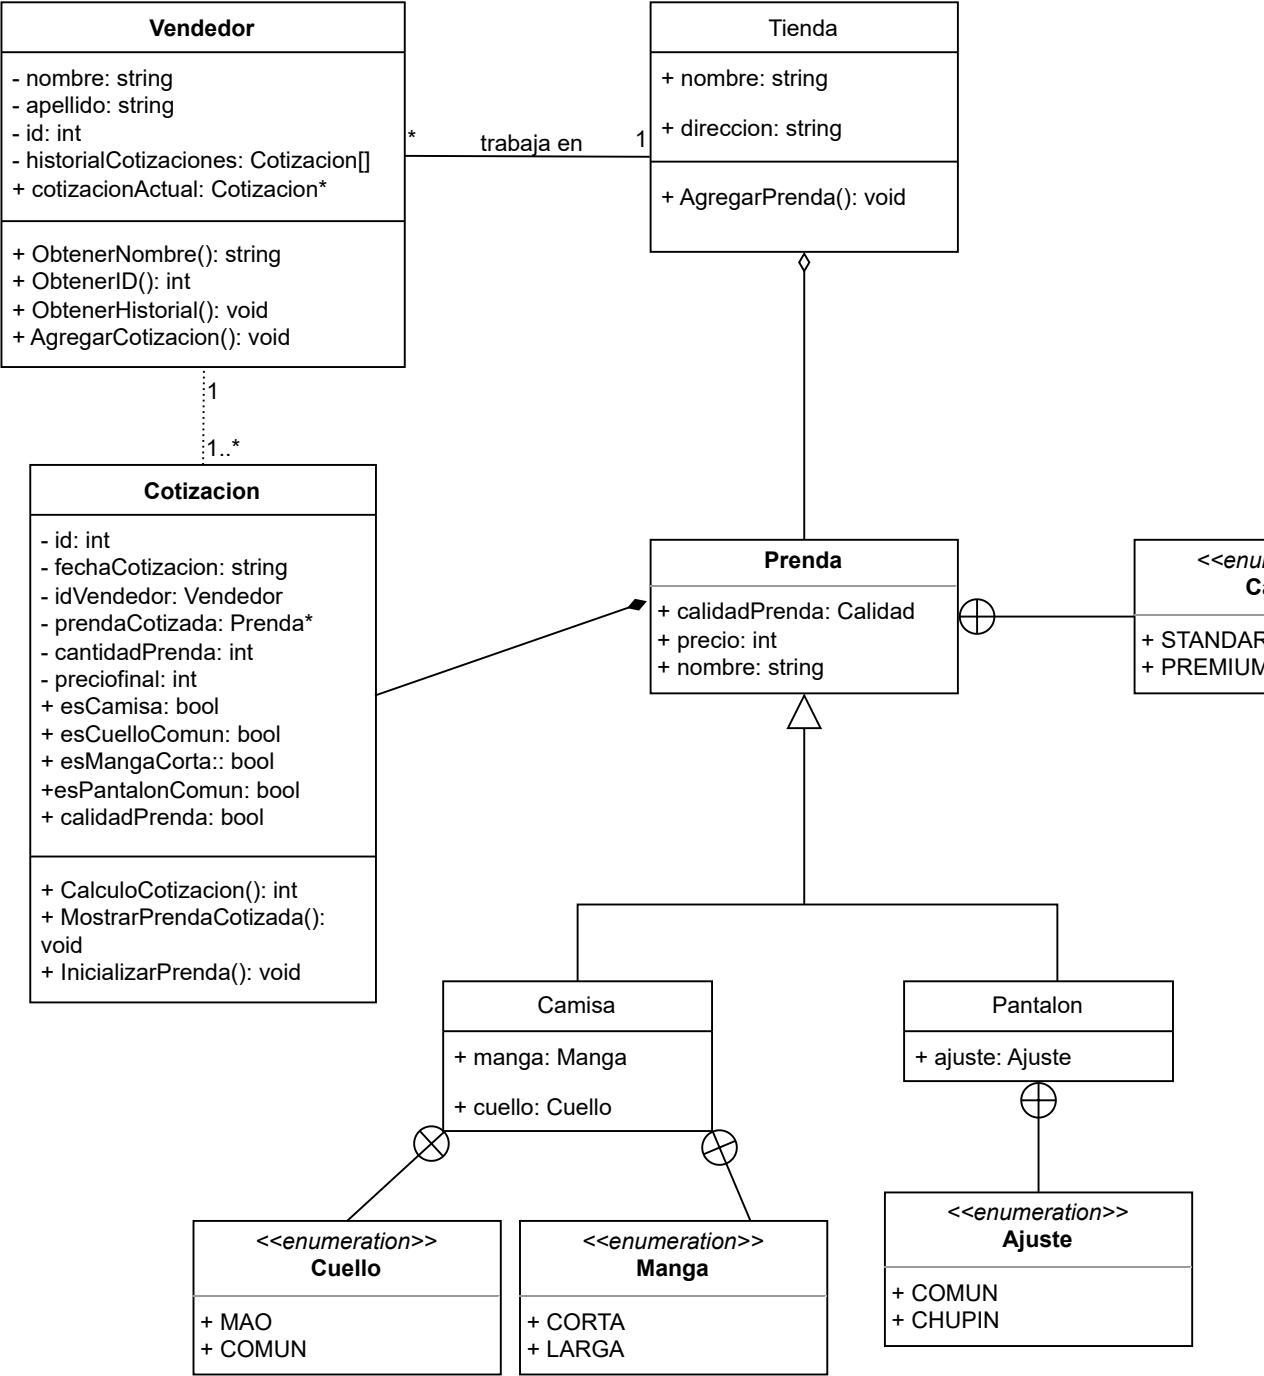 Vendedor
- nombre: string
- apellido: string
- id: int
- historialCotizaciones: Cotizacion[]
+ cotizacionActual: Cotizacion*
+ ObtenerNombre(): string
+ ObtenerID(): int
+ ObtenerHistorial(): void
+ AgregarCotizacion(): void
*
trabaja en
1
Tienda
+ nombre: string
+ direccion: string
+ AgregarPrenda(): void
1
1..*
Cotizacion
- id: int
- fechaCotizacion: string
- idVendedor: Vendedor
- prendaCotizada: Prenda*
- cantidadPrenda: int
- preciofinal: int
+ esCamisa: bool
+ esCuelloComun: bool
+ esMangaCorta:: bool
+esPantalonComun: bool
+ calidadPrenda: bool
+ CalculoCotizacion(): int
+ MostrarPrendaCotizada():
void
+ InicializarPrenda(): void
Prenda
+ calidadPrenda: Calidad
+ precio: int
+ nombre: string
<<enu
Ca
+ STANDAR
+ PREMIUM
Camisa
+ manga: Manga
+ cuello: Cuello
Pantalon
+ ajuste: Ajuste
<<enumeration>>
Cuello
+ MAO
+ COMUN
<<enumeration>>
Manga
+ CORTA
+ LARGA
<<enumeration>>
Ajuste
+ COMUN
+ CHUPIN